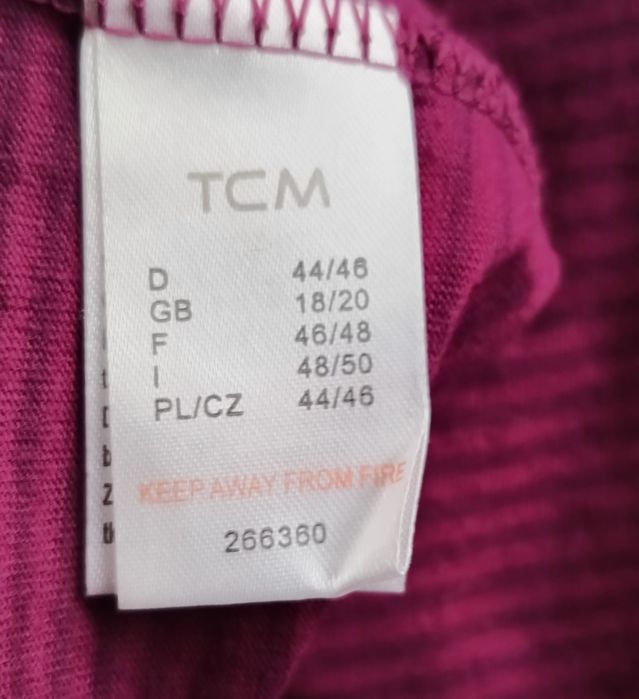 TCM
D 44/46
GB 18/20
F 46/48
I 48/50
PL/CZ 44/46
KEEP AWAY FROM FIRE
266360